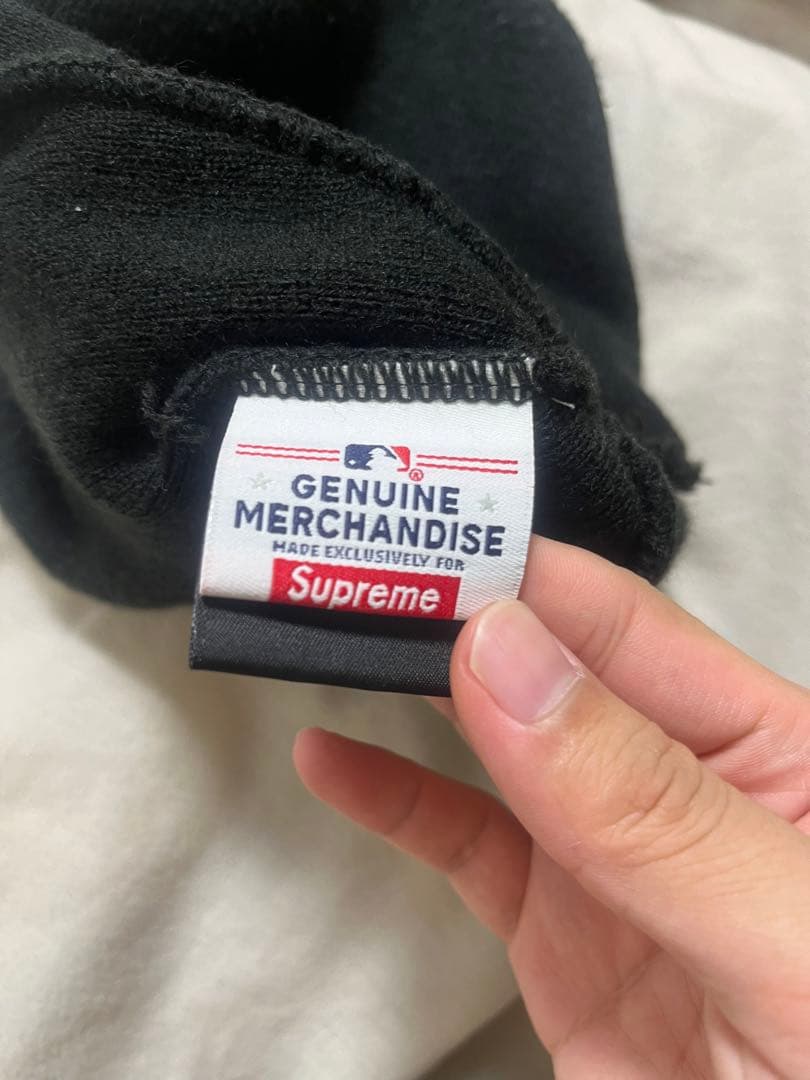 ®
GENUINE
MERCHANDISE
MADE EXCLUSIVELY FOR
Supreme